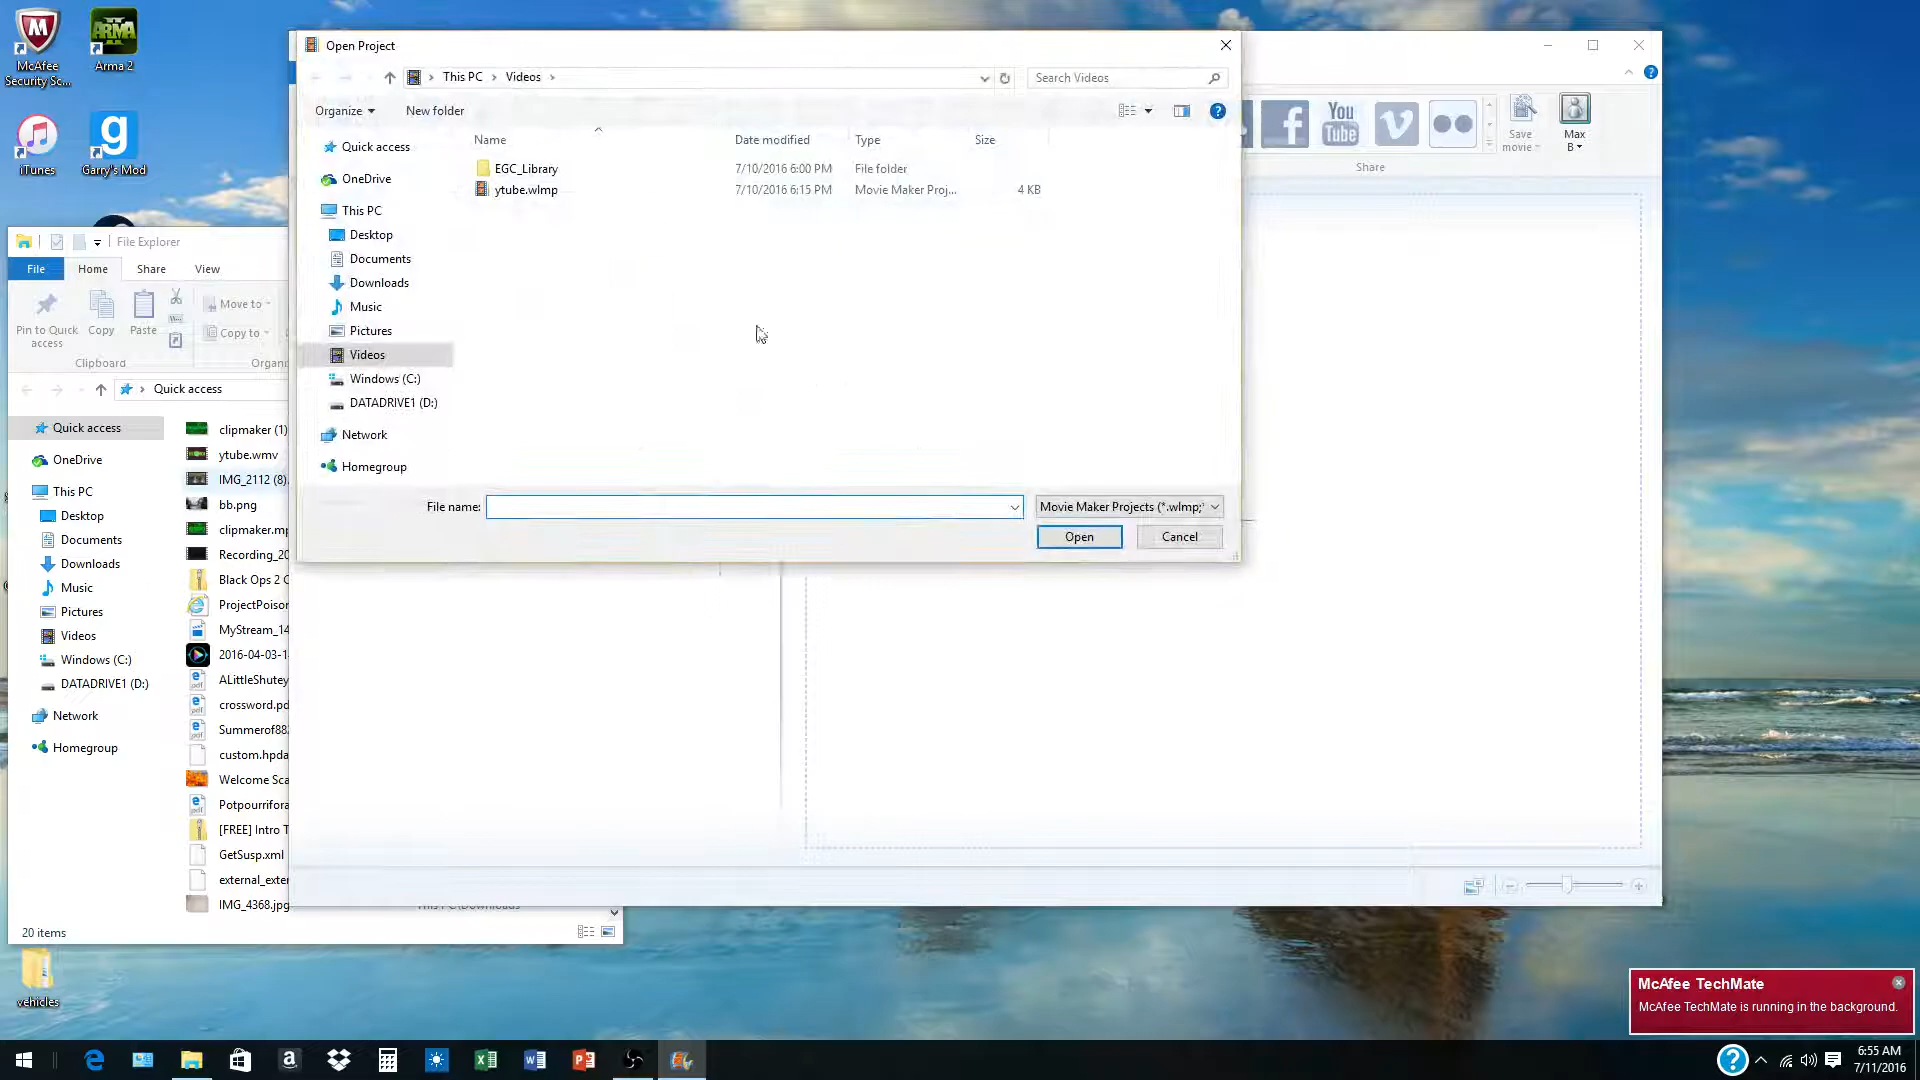 McAfee
Security Sc...
Arma 2
iTunes
Garry's Mod
Open Project
This PC
Videos
Search Videos
Organize
New folder
Name
Date modified
Type
Size
Quick access
EGC_Library
7/10/2016 6:00 PM
File folder
ytube.wlmp
7/10/2016 6:15 PM
Movie Maker Proj...
4 KB
OneDrive
This PC
Desktop
Documents
Downloads
Music
Pictures
Videos
Windows (C:)
DATADRIVE1 (D:)
Network
Homegroup
File name:
Movie Maker Projects (*.wlmp;
Open
Cancel
You
Tube
Save
movie
Max
B
Share
File Explorer
File
Home
Share
View
Pin to Quick
access
Copy
Paste
Move to
Copy to
Clipboard
Organ
Quick access
Quick access
OneDrive
This PC
Desktop
Documents
Downloads
Music
Pictures
Videos
Windows (C:)
DATADRIVE1 (D:)
Network
Homegroup
clipmaker (1)
ytube.wmv
IMG_2112 (8).
bb.png
clipmaker.mp
Recording_20
Black Ops 2 C
ProjectPoison
MyStream_14
2016-04-03-1
ALittleShutey
crossword.pd
Summerof88
custom.hpda
Welcome Sca
Potpourrifora
[FREE] Intro T
GetSusp.xml
external_exte
IMG_4368.jpg
This PC\Downloads
20 items
vehicles
McAfee TechMate
McAfee TechMate is running in the background.
6:55 AM
7/11/2016